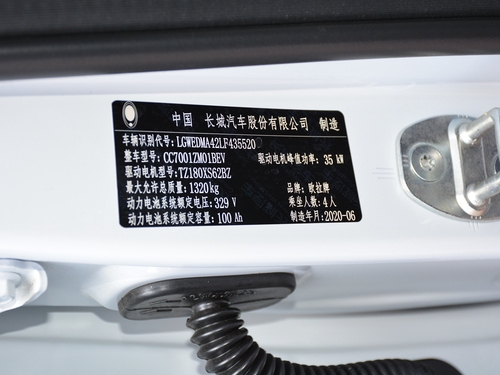 中国 长城汽车股份有限公司 制造
车辆识别代号: LGWEDMA42LF435520
整车型号: CC7001ZM01BEV 驱动电机峰值功率: 35 kW
驱动电机型号: TZ180XS62BZ
最大允许总质量: 1320kg 品牌: 欧拉牌
动力电池系统额定电压: 329 V 乘坐人数: 4人
动力电池系统额定容量: 100 Ah 制造年月: 2020-06